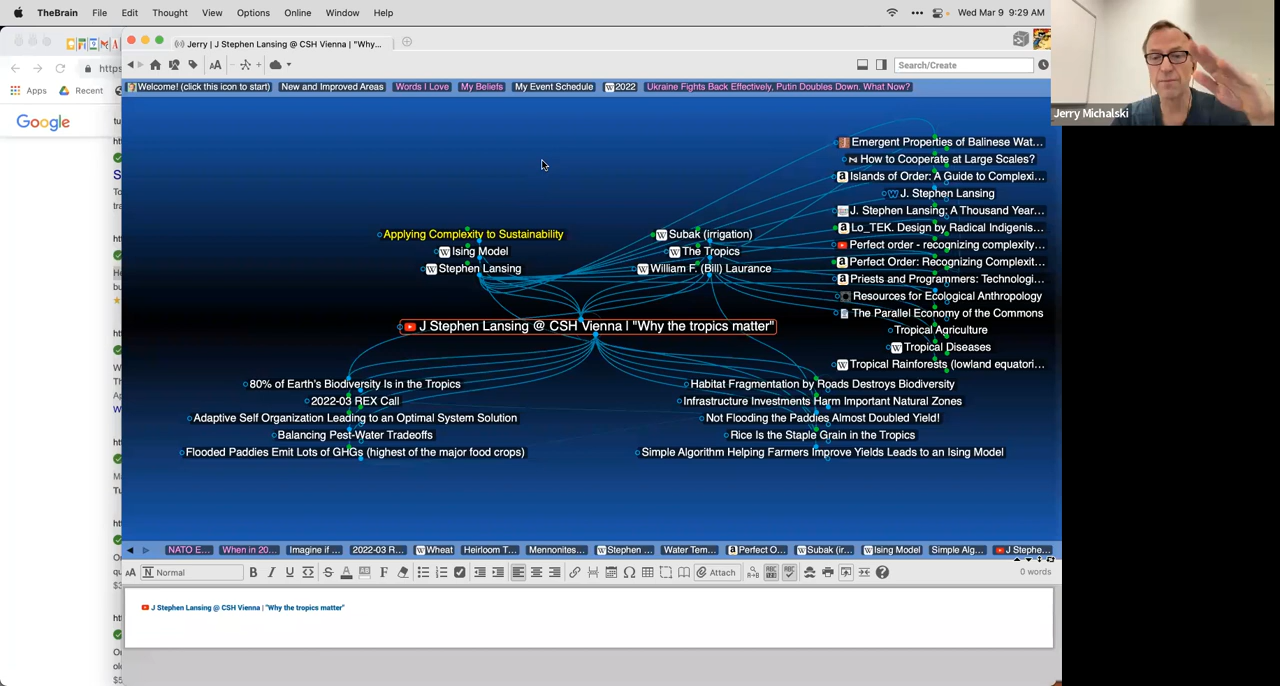 TheBrain File Edit Thought View Options Online Window Help Wed Mar 9 9:29 AM
Jerry | J Stephen Lansing @ CSH Vienna | "Why...
https
AA Search/Create
Apps Recent
Welcome! (click this icon to start) New and Improved Areas Words I Love My Beliefs My Event Schedule 2022 Ukraine Fights Back Effectively, Putin Doubles Down. What Now?
Jerry Michalski
Google
tu
Emergent Properties of Balinese Wat...
How to Cooperate at Large Scales?
Islands of Order: A Guide to Complexi...
J. Stephen Lansing
J. Stephen Lansing: A Thousand Year...
Lo_TEK. Design by Radical Indigenis...
Perfect order - recognizing complexity...
Perfect Order: Recognizing Complexit...
Priests and Programmers: Technologi...
Resources for Ecological Anthropology
The Parallel Economy of the Commons
Tropical Agriculture
Tropical Diseases
Tropical Rainforests (lowland equatori...
Applying Complexity to Sustainability
Ising Model
Stephen Lansing
Subak (irrigation)
The Tropics
William F. (Bill) Laurance
J Stephen Lansing @ CSH Vienna | "Why the tropics matter"
80% of Earth's Biodiversity Is in the Tropics
2022-03 REX Call
Adaptive Self Organization Leading to an Optimal System Solution
Balancing Pest-Water Tradeoffs
Flooded Paddies Emit Lots of GHGs (highest of the major food crops)
Habitat Fragmentation by Roads Destroys Biodiversity
Infrastructure Investments Harm Important Natural Zones
Not Flooding the Paddies Almost Doubled Yield!
Rice Is the Staple Grain in the Tropics
Simple Algorithm Helping Farmers Improve Yields Leads to an Ising Model
NATO E... When in 20... Imagine if ... 2022-03 R... Wheat Heirloom T... Mennonites... Stephen ... Water Tem... Perfect O... Subak (ir... Ising Model Simple Alg... J Stephe...
AA N Normal B I U S A F Attach 0 words
J Stephen Lansing @ CSH Vienna | "Why the tropics matter"